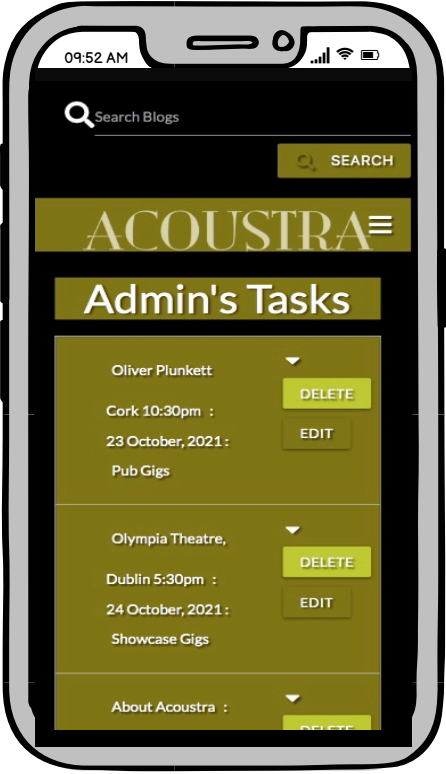 09:52 AM
Search Blogs
SEARCH
ACOUSTRA
Admin's Tasks
Oliver Plunkett
DELETE
Cork 10:30pm :
EDIT
23 October, 2021 :
Pub Gigs
Olympia Theatre,
DELETE
Dublin 5:30pm :
EDIT
24 October, 2021 :
Showcase Gigs
About Acoustra :
DELETE